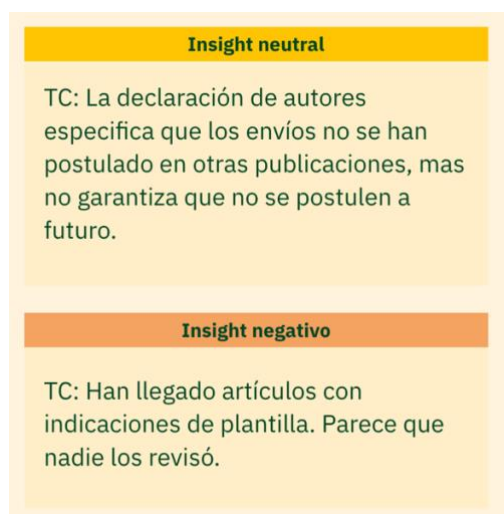 Insight neutral
TC: La declaración de autores
especifica que los envíos no se han
postulado en otras publicaciones, mas
no garantiza que no se postulen a
futuro.
Insight negativo
TC: Han llegado artículos con
indicaciones de plantilla. Parece que
nadie los revisó.